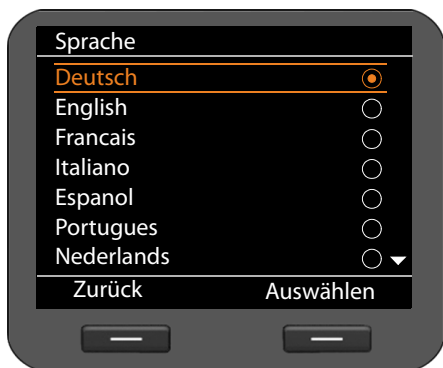 Sprache
Deutsch
English
Francais
Italiano
Espanol
Portugues
Nederlands
Zurück Auswählen